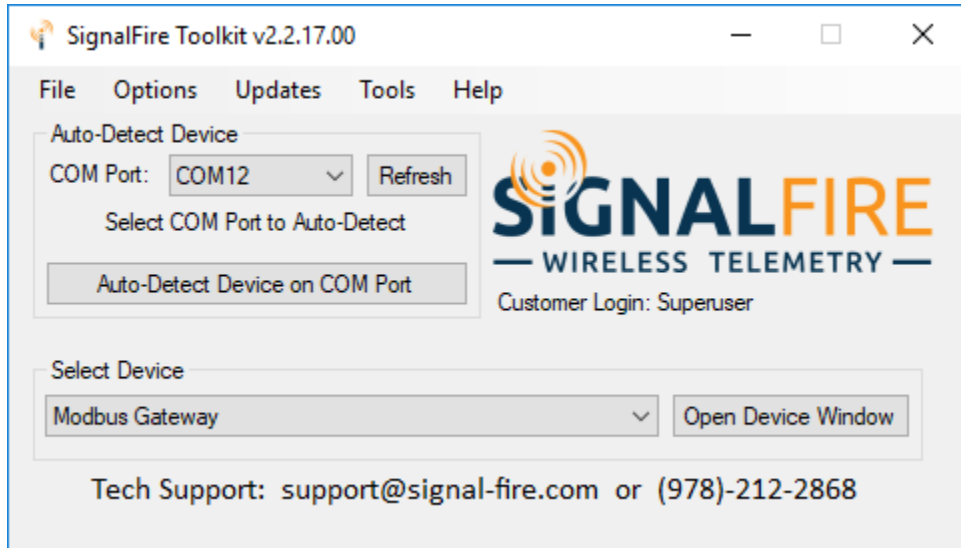 SignalFire Toolkit v2.2.17.00
File Options Updates Tools Help
Auto-Detect Device
COM Port: COM12 Refresh
Select COM Port to Auto-Detect
Auto-Detect Device on COM Port
SIGNALFIRE
WIRELESS TELEMETRY
Customer Login: Superuser
Select Device
Modbus Gateway Open Device Window
Tech Support: support@signal-fire.com or (978)-212-2868